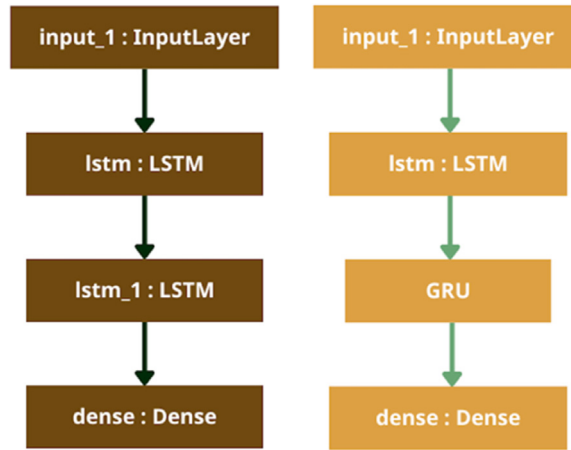 input_1 : InputLayer
lstm : LSTM
lstm_1 : LSTM
dense : Dense
input_1 : InputLayer
lstm : LSTM
GRU
dense : Dense